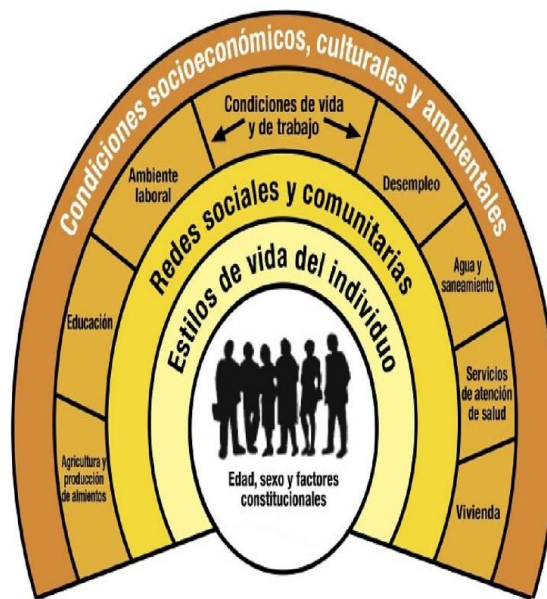 Condiciones socioeconómicos, culturales y ambientales
Condiciones de vida
y de trabajo
Ambiente
laboral
Desempleo
Educación
Agua y
saneamiento
Agricultura y
producción
de almientos
Servicios
de atención
de salud
Vivienda
Redes sociales y comunitarias
Estilos de vida del individuo
Edad, sexo y factores
constitucionales